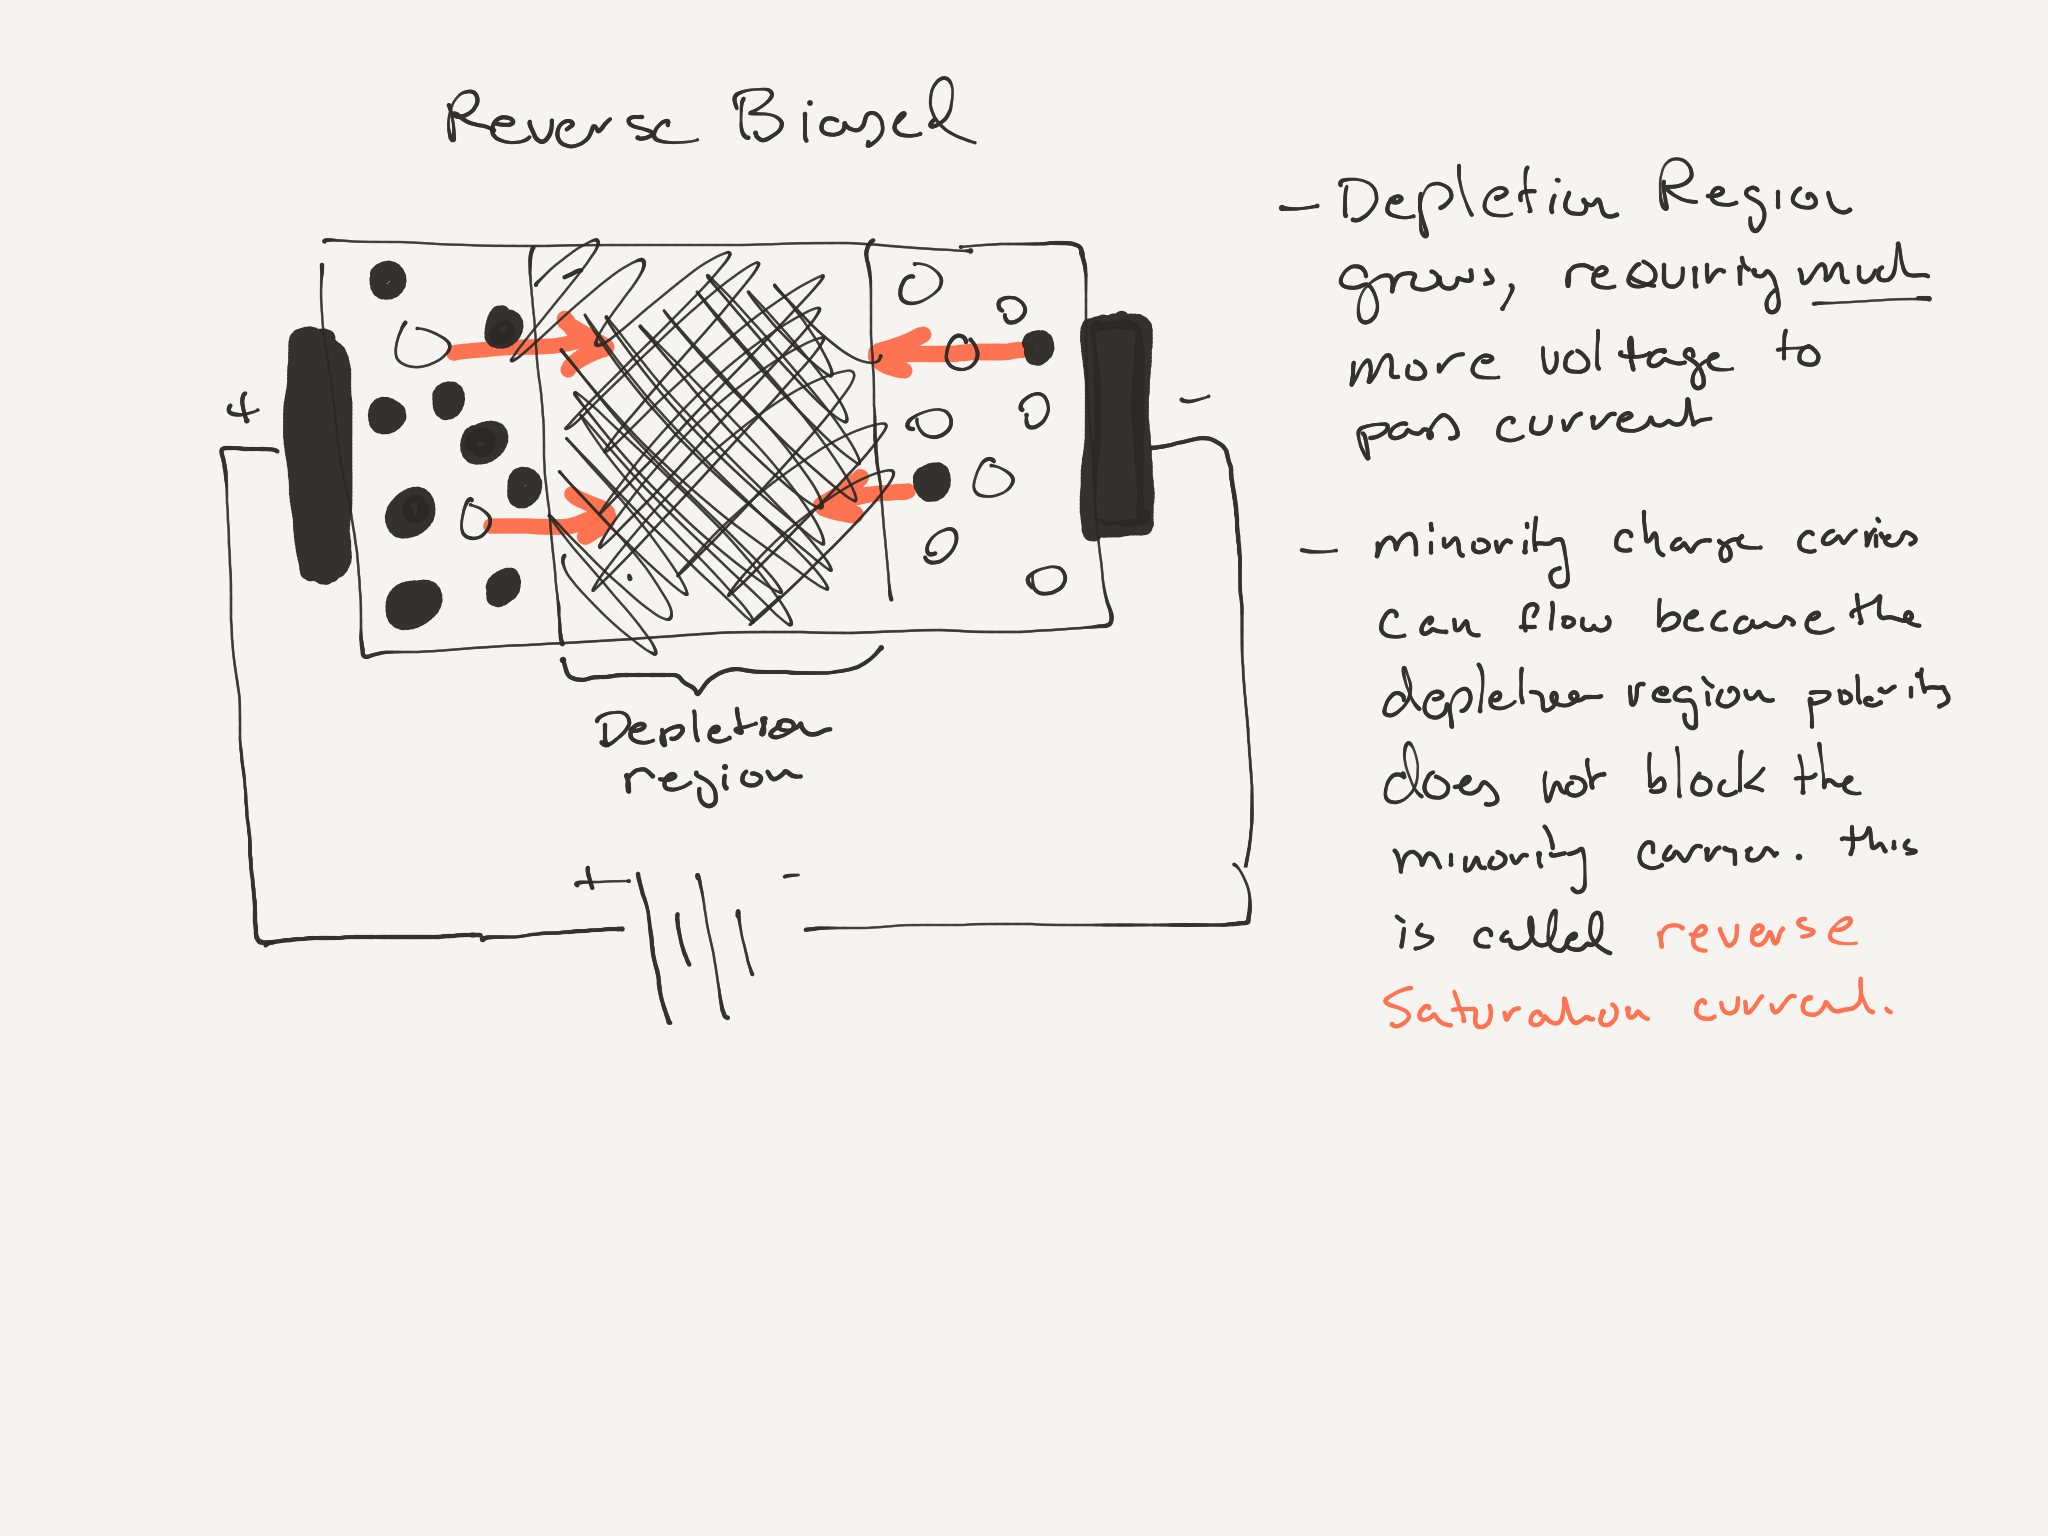 Reverse Biased
+
-
Depletion
region
+
-
- Depletion Region
grows, requiring much
more voltage to
pass current
- minority charge carries
can flow because the
depletion region polarity
does not block the
minority carrier. this
is called reverse
saturation current.